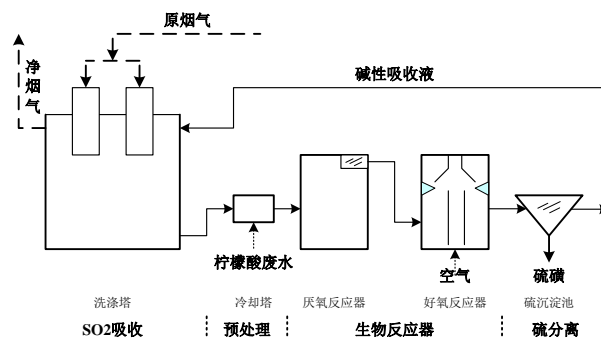 原烟气
净烟气
碱性吸收液
柠檬酸废水
空气
硫磺
洗涤塔 冷却塔 厌氧反应器 好氧反应器 硫沉淀池
SO2吸收 预处理 生物反应器 硫分离